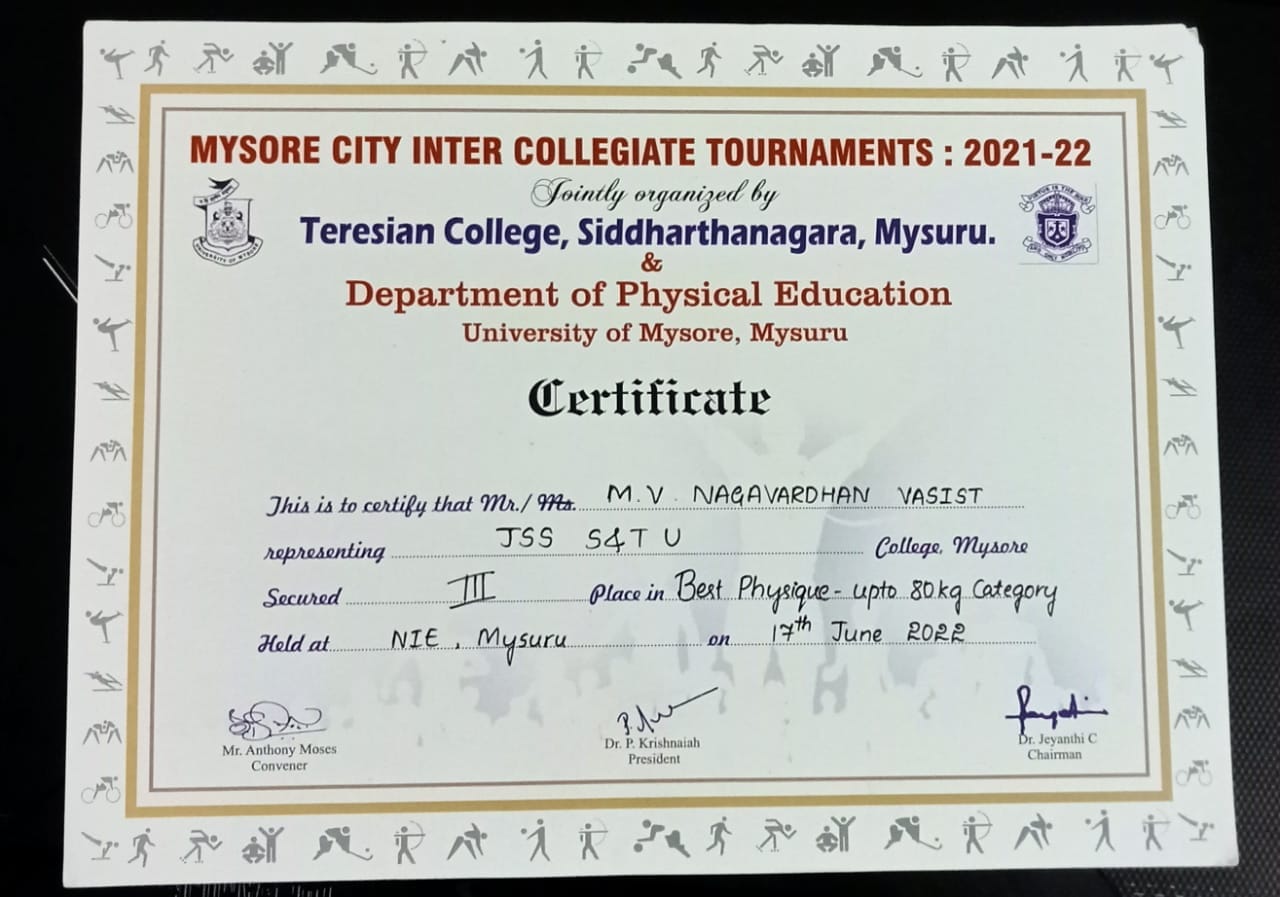 MYSORE CITY INTER COLLEGIATE TOURNAMENTS : 2021-22
Jointly organized by
Teresian College, Siddharthanagara, Mysuru.
&
Department of Physical Education
University of Mysore, Mysuru
Certificate
This is to certify that Mr./ Ms. M.V. NAGAVARDHAN VASIST
representing JSS S&T U College, Mysore
Secured III Place in Best Physique - upto 80kg Category
Held at NIE, Mysuru on 17th June 2022
Mr. Anthony Moses
Convener
Dr. P. Krishnaiah
President
Dr. Jeyanthi C
Chairman